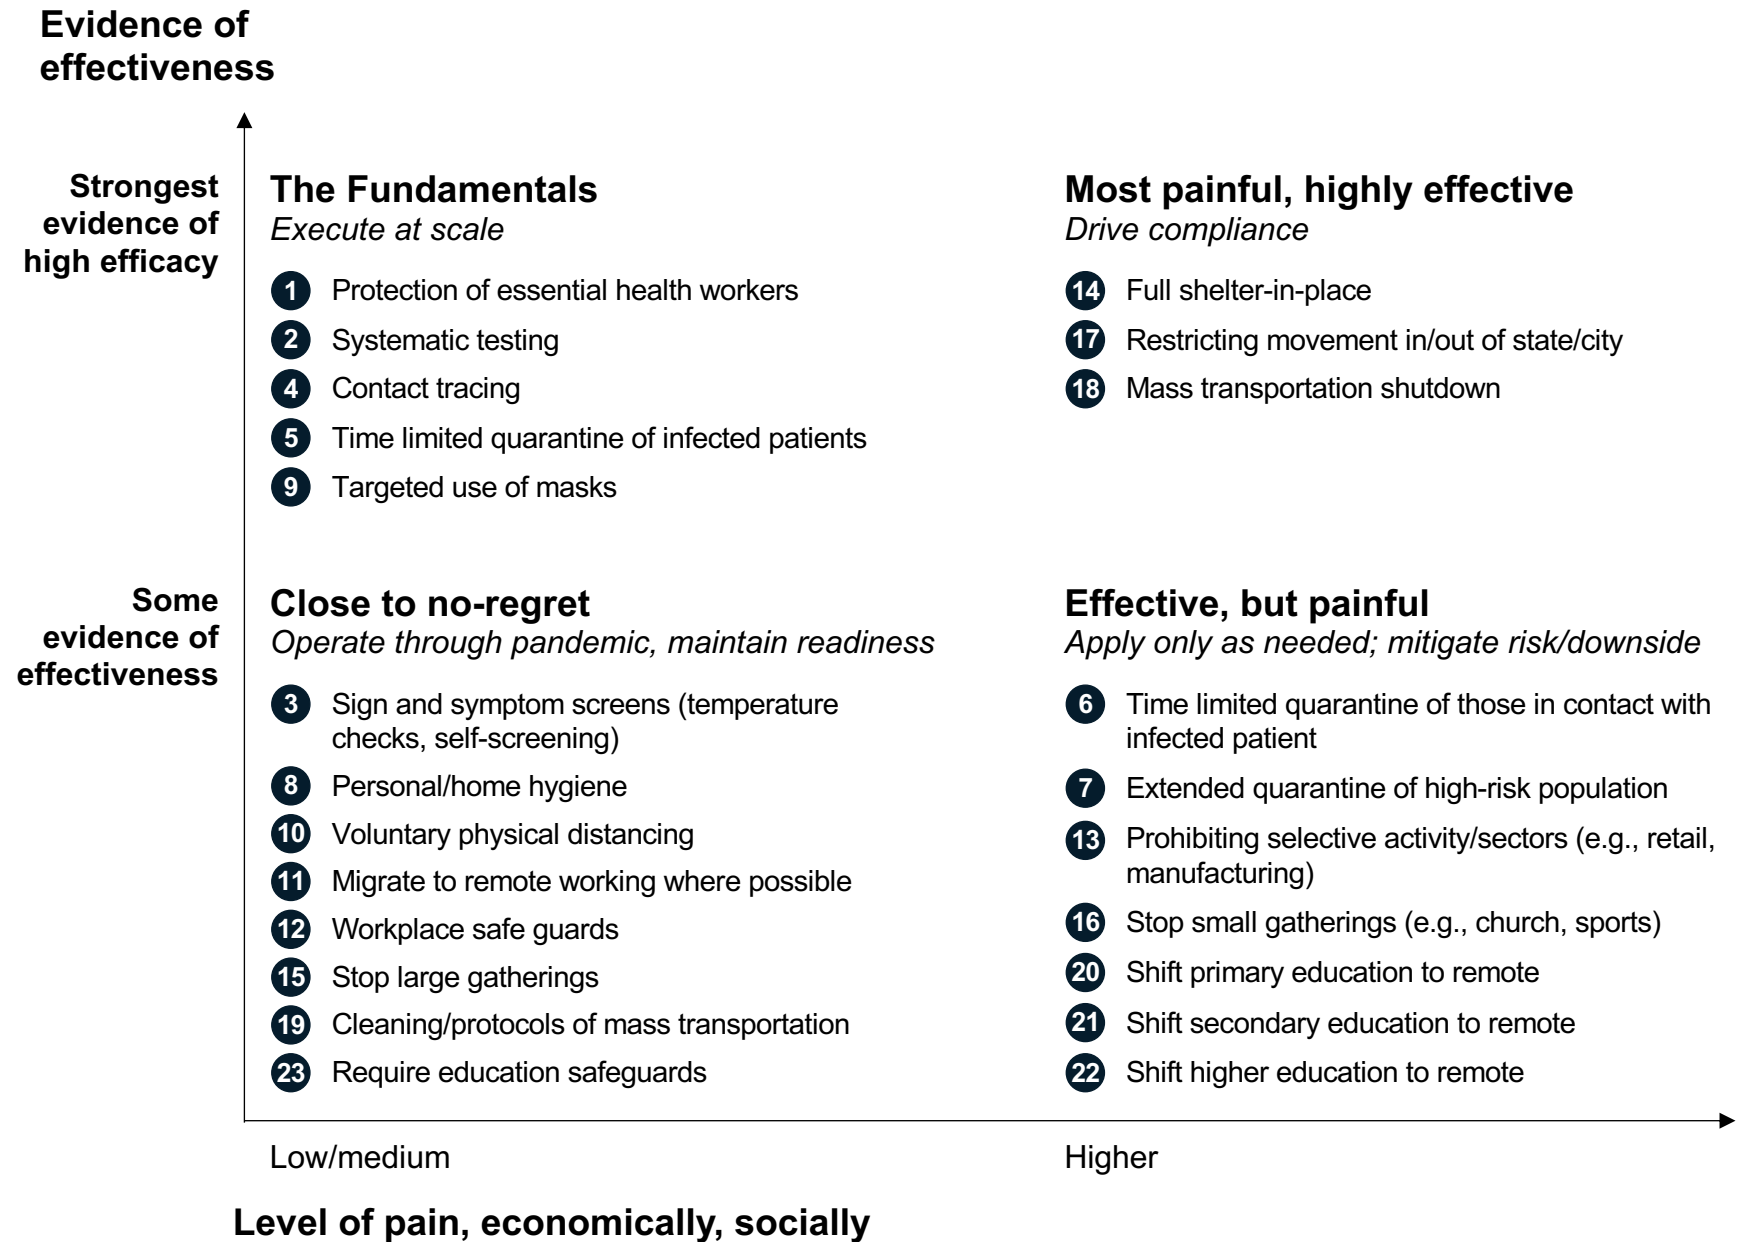 Evidence of
effectiveness
Strongest
evidence of
high efficacy
The Fundamentals
Execute at scale
1 Protection of essential health workers
2 Systematic testing
4 Contact tracing
5 Time limited quarantine of infected patients
9 Targeted use of masks
Most painful, highly effective
Drive compliance
14 Full shelter-in-place
17 Restricting movement in/out of state/city
18 Mass transportation shutdown
Some
evidence of
effectiveness
Close to no-regret
Operate through pandemic, maintain readiness
3 Sign and symptom screens (temperature
checks, self-screening)
8 Personal/home hygiene
10 Voluntary physical distancing
11 Migrate to remote working where possible
12 Workplace safe guards
15 Stop large gatherings
19 Cleaning/protocols of mass transportation
23 Require education safeguards
Effective, but painful
Apply only as needed; mitigate risk/downside
6 Time limited quarantine of those in contact with
infected patient
7 Extended quarantine of high-risk population
13 Prohibiting selective activity/sectors (e.g., retail,
manufacturing)
16 Stop small gatherings (e.g., church, sports)
20 Shift primary education to remote
21 Shift secondary education to remote
22 Shift higher education to remote
Low/medium
Higher
Level of pain, economically, socially